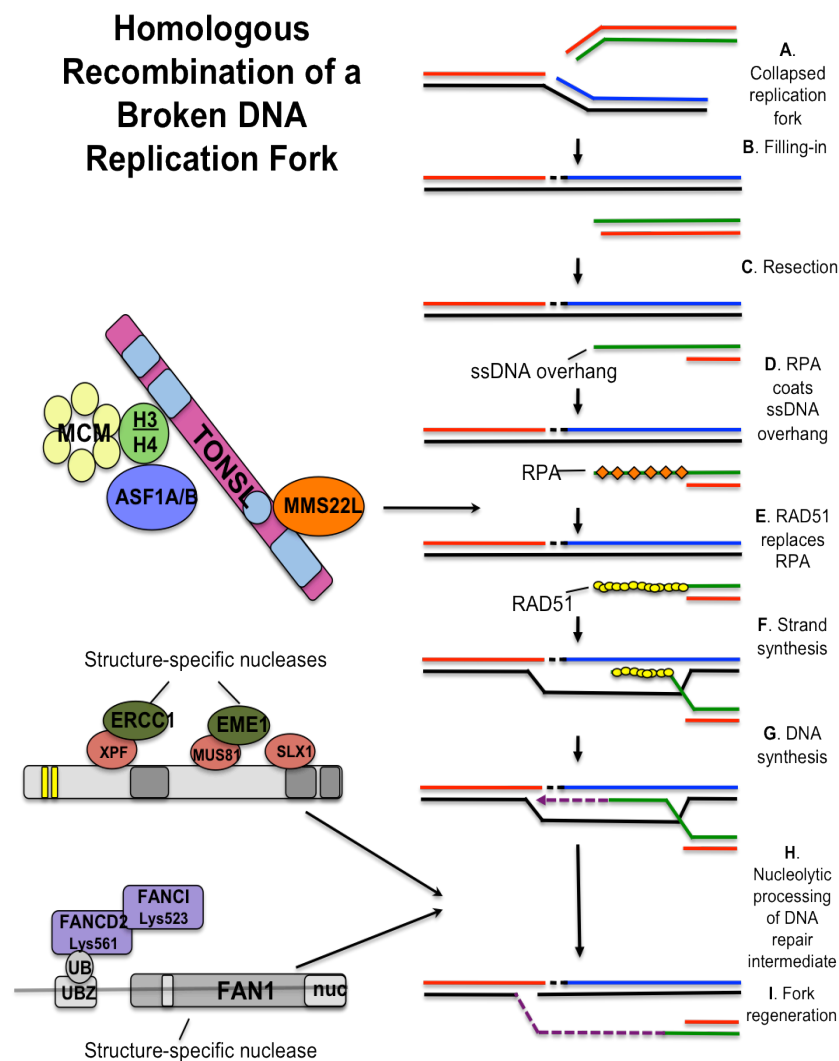 Homologous
Recombination of a
Broken DNA
Replication Fork
A.
Collapsed
replication
fork
B. Filling-in
C. Resection
ssDNA overhang
D. RPA
coats
ssDNA
overhang
RPA
E. RAD51
replaces
RPA
RAD51
F. Strand
synthesis
G. DNA
synthesis
H.
Nucleolytic
processing
of DNA
repair
intermediate
I. Fork
regeneration
MCM
H3
H4
ASF1A/B
TONSL
MMS22L
Structure-specific nucleases
ERCC1
XPF
EME1
MUS81
SLX1
FANCI
Lys523
FANCD2
Lys561
UB
UBZ
FAN1
nuc
Structure-specific nuclease